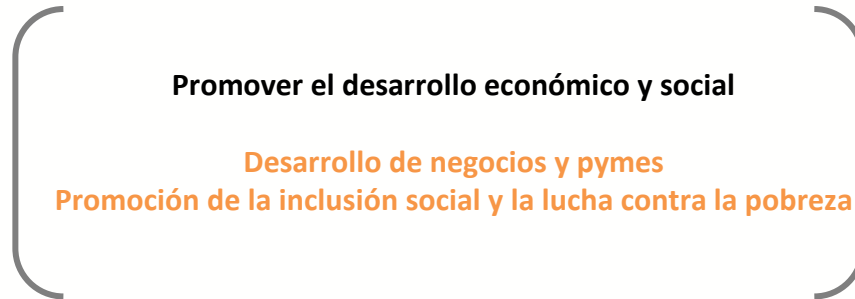 Promover el desarrollo económico y social
Desarrollo de negocios y pymes
Promoción de la inclusión social y la lucha contra la pobreza